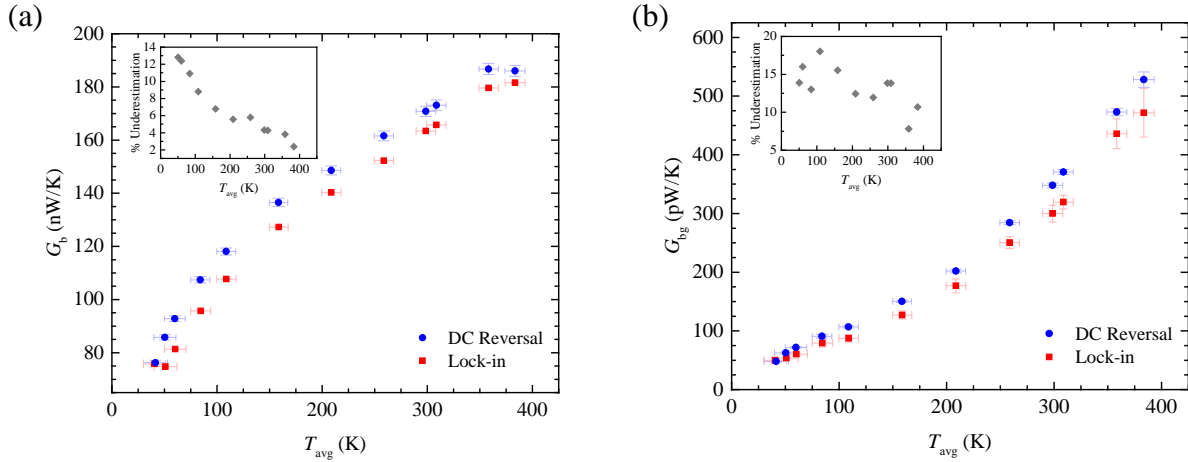 (a)
200
180
160
140
120
100
80
G_b (nW/K)
0 100 200 300 400
T_avg (K)
14
12
10
8
6
4
2
% Underestimation
0 100 200 300 400
T_avg (K)
DC Reversal
Lock-in
(b)
600
500
400
300
200
100
0
G_bg (pW/K)
0 100 200 300 400
T_avg (K)
20
15
10
5
% Underestimation
0 100 200 300 400
T_avg (K)
DC Reversal
Lock-in